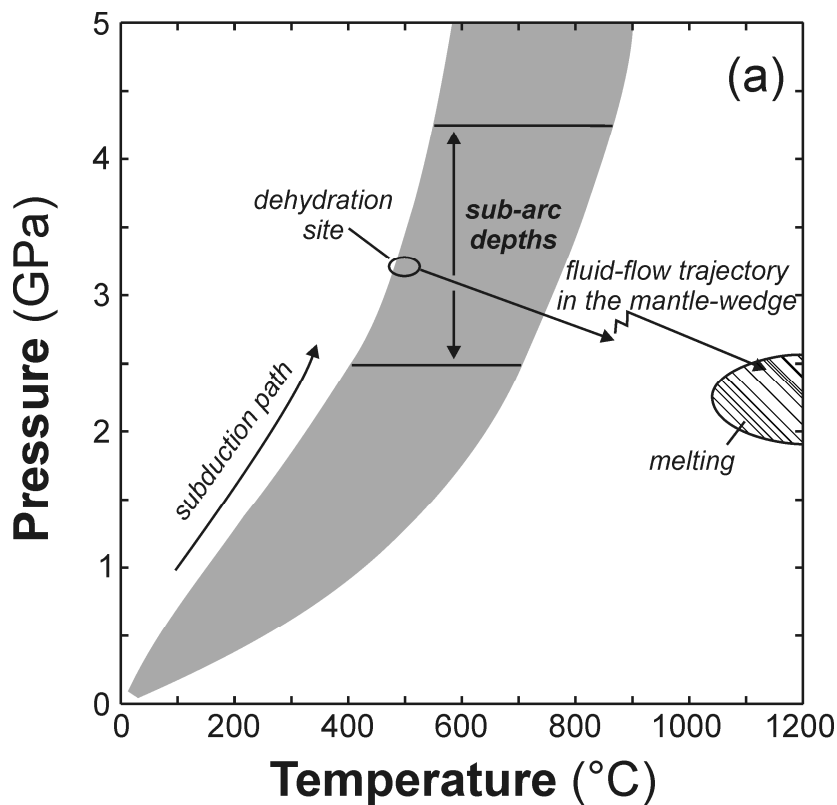 (a)
5
4
3
2
1
0
Pressure (GPa)
dehydration
site
sub-arc
depths
fluid-flow trajectory
in the mantle-wedge
subduction path
melting
0
200
400
600
800
1000
1200
Temperature (°C)